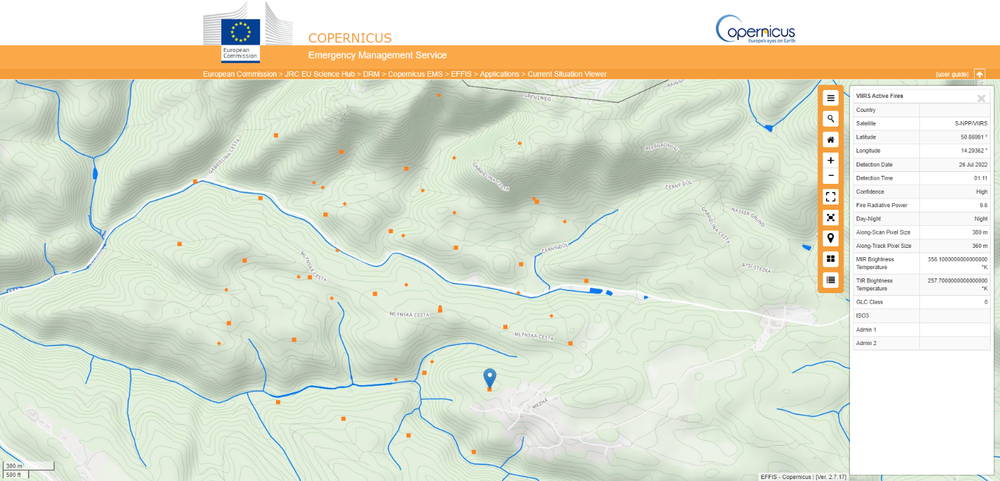 European
Commission
COPERNICUS
Emergency Management Service
opernicus
Europe's eyes on Earth
European Commission > JRC EU Science Hub > DRM > Copernicus EMS > EFFIS > Applications > Current Situation Viewer
[user guide]
GRENZWEG
GABRIELINA CESTA
BEERGRÜNDEL
GABRIELINA CESTA
ČERNÝ DŮL
NASSER GRUND
GABRIELINA CESTA
ČERNÝ DŮL
MLÝNSKÁ CESTA
RYSÍ STEZKA
MLÝNSKÁ CESTA
MLÝNSKÁ CESTA
MEZNÁ
300 m
500 ft
EFFIS - Copernicus | [Ver. 2.7.17]
VIIRS Active Fires
Country
Satellite S-NPP/VIIRS
Latitude 50.86991 °
Longitude 14.29362 °
Detection Date 26 Jul 2022
Detection Time 01:11
Confidence High
Fire Radiative Power 9.6
Day-Night Night
Along-Scan Pixel Size 380 m
Along-Track Pixel Size 360 m
MIR Brightness 356.1000000000000000
Temperature °K
TIR Brightness 257.7000000000000000
Temperature °K
GLC Class 0
ISO3
Admin 1
Admin 2